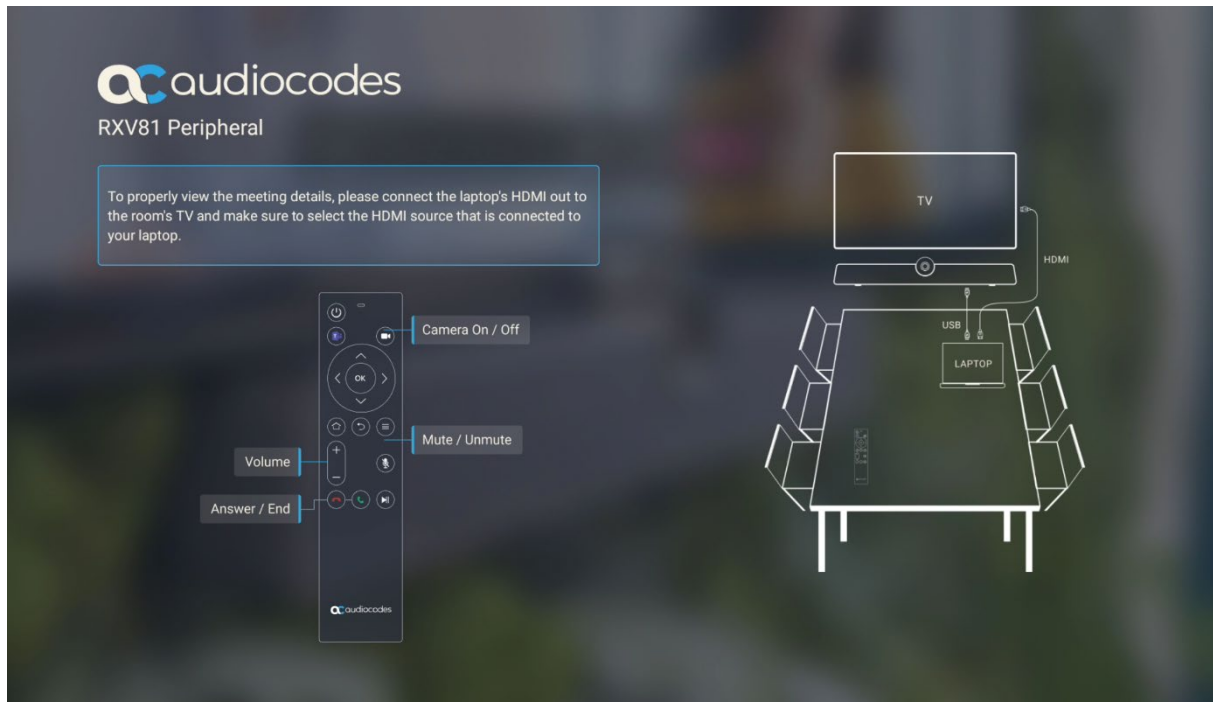 audiocodes
RXV81 Peripheral
To properly view the meeting details, please connect the laptop's HDMI out to
the room's TV and make sure to select the HDMI source that is connected to
your laptop.
Camera On / Off
OK
Mute / Unmute
Volume
Answer / End
audiocodes
TV
HDMI
USB
LAPTOP